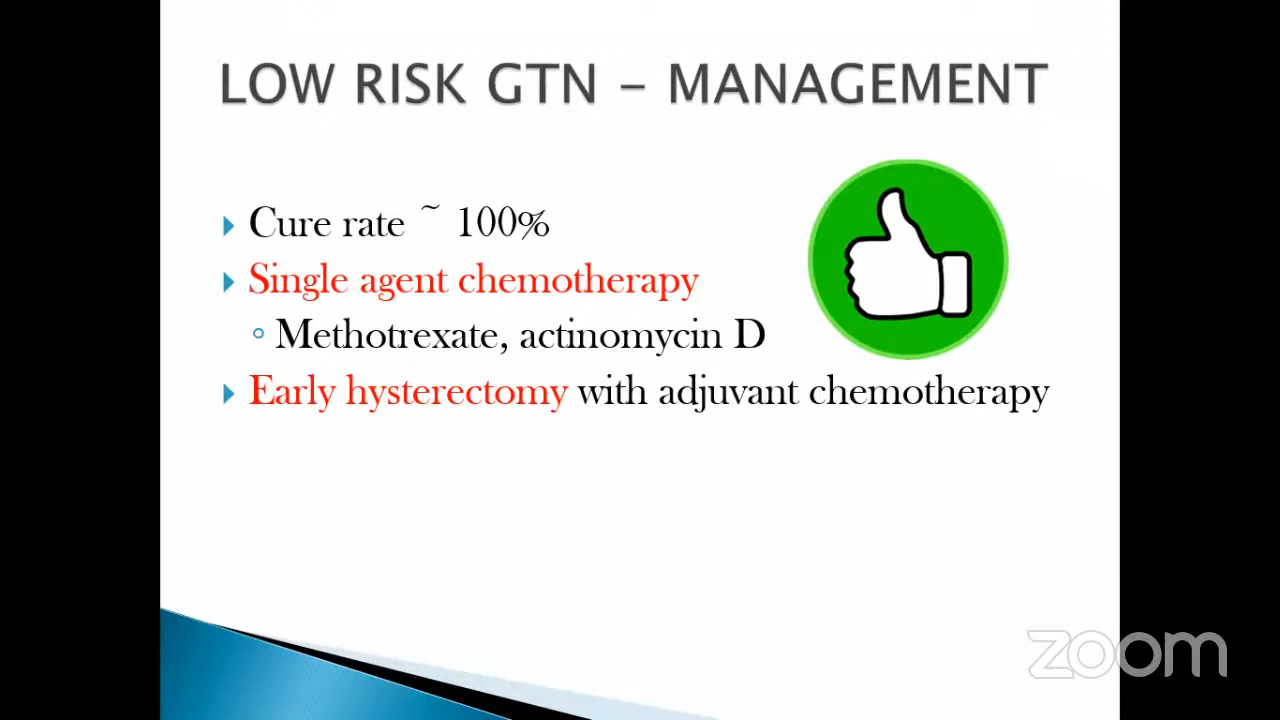 LOW RISK GTN – MANAGEMENT
Cure rate ~ 100%
Single agent chemotherapy
Methotrexate, actinomycin D
Early hysterectomy with adjuvant chemotherapy
zoom